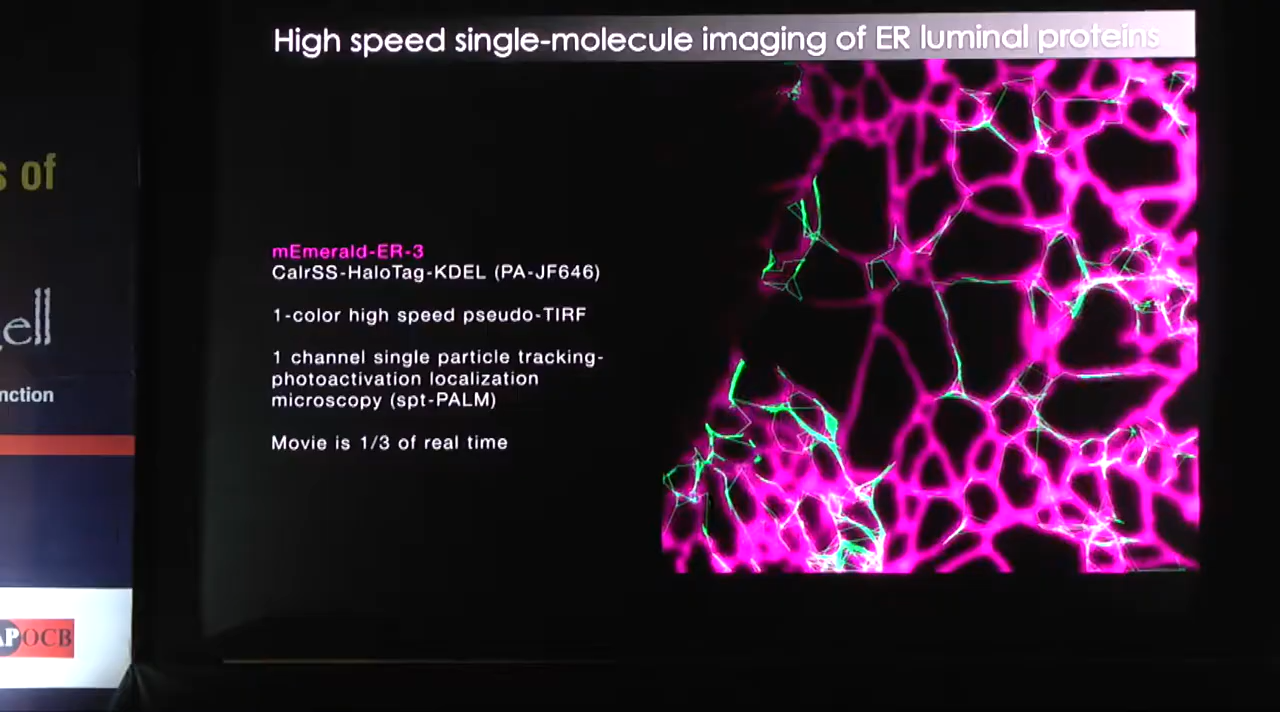 High speed single-molecule imaging of ER luminal proteins
s of
ell
nction
APOCB
mEmerald-ER-3
CalrSS-HaloTag-KDEL (PA-JF646)
1-color high speed pseudo-TIRF
1 channel single particle tracking-
photoactivation localization
microscopy (spt-PALM)
Movie is 1/3 of real time